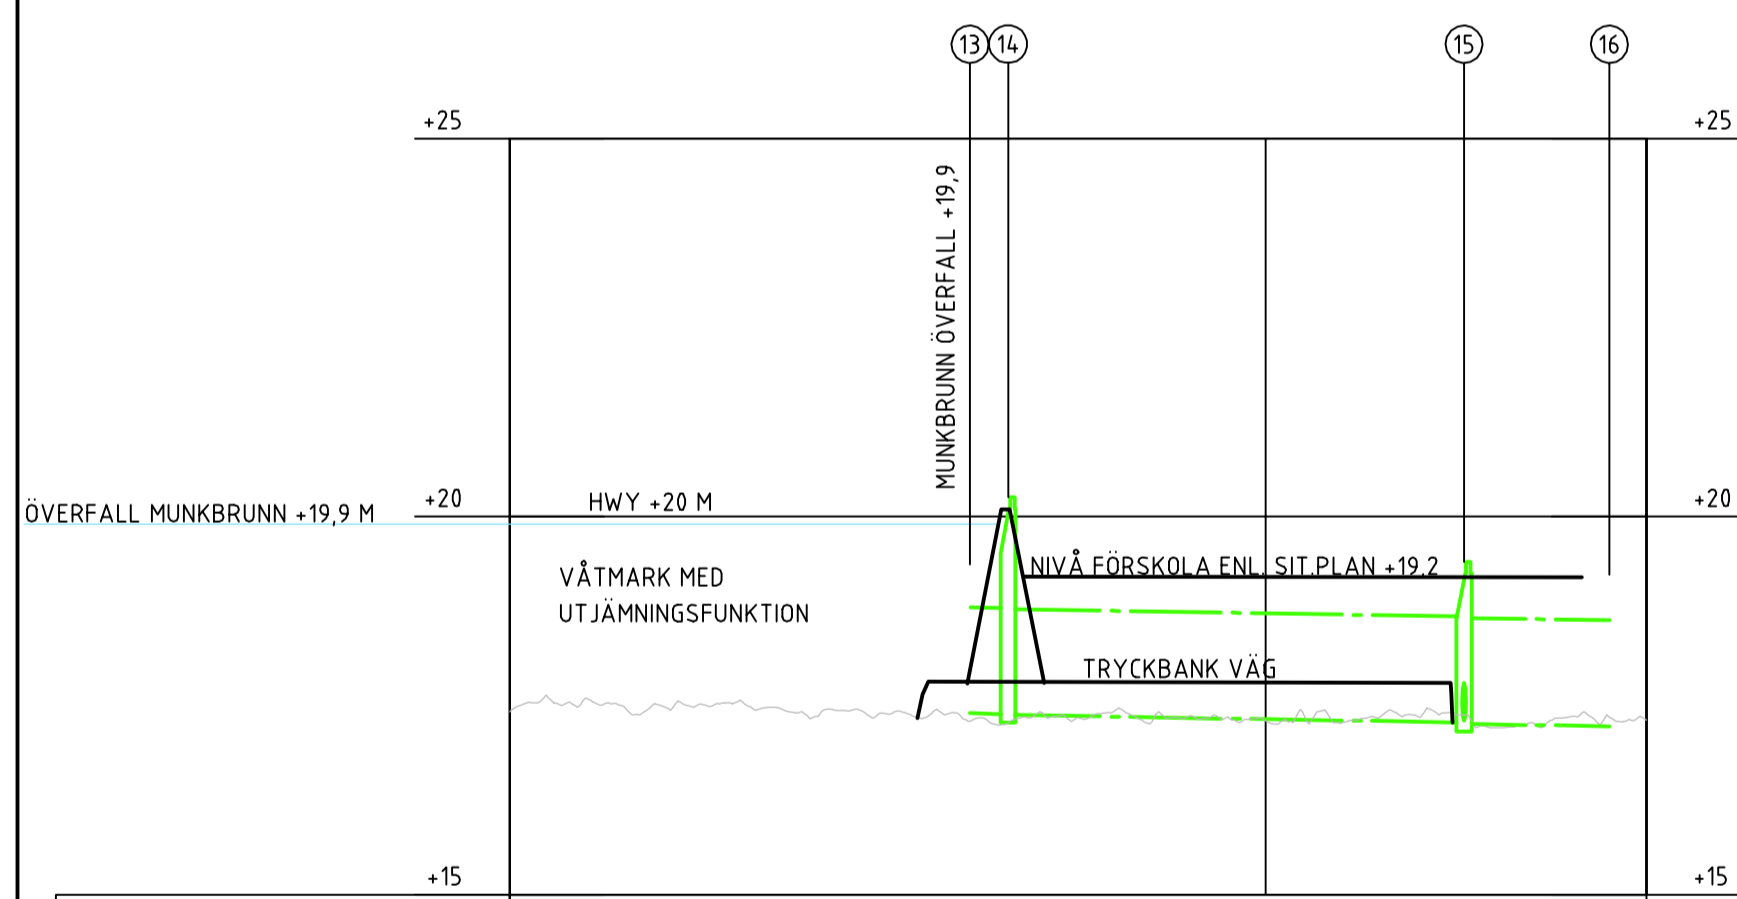 13 14 15 16
+25 +25
MUNKBRUNN ÖVERFALL +19,9
+20 HWY +20 M +20
ÖVERFALL MUNKBRUNN +19,9 M
NIVÅ FÖRSKOLA ENL. SIT.PLAN +19,2
VÅTMARK MED
UTJÄMNINGSFUNKTION
TRYCKBANK VÄG
+15 +15